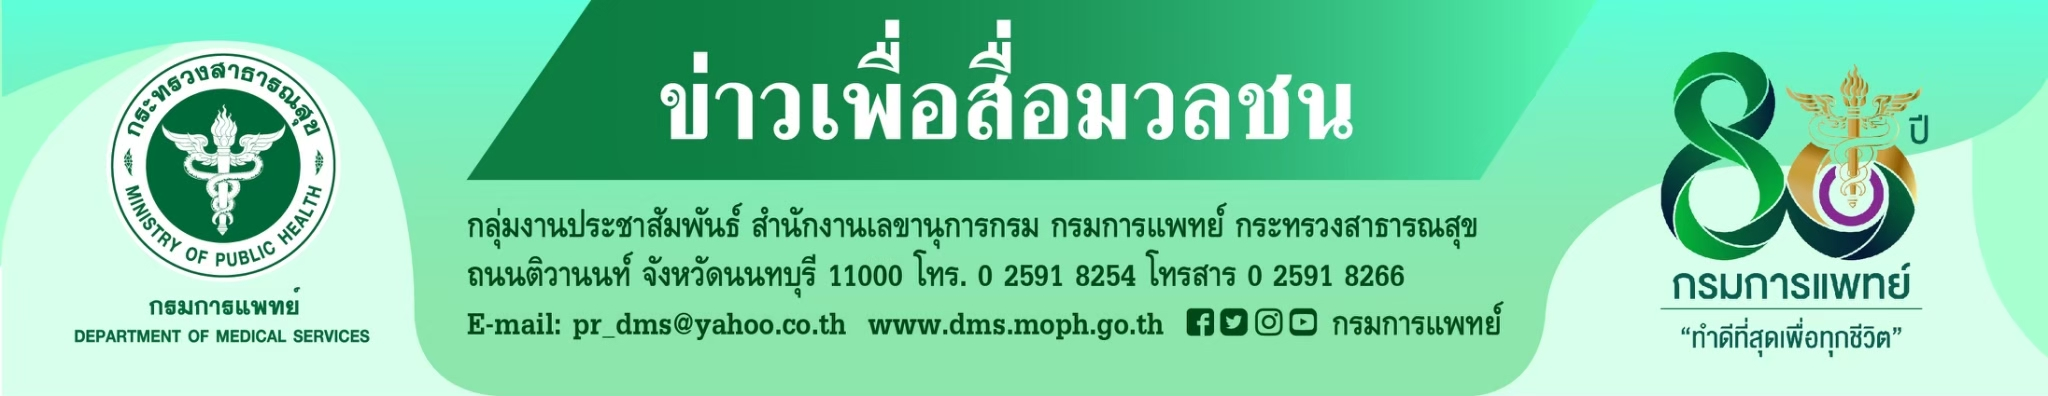 กระทรวงสาธารณสุข
MINISTRY OF PUBLIC HEALTH
กรมการแพทย์
DEPARTMENT OF MEDICAL SERVICES
ข่าวเพื่อสื่อมวลชน
กลุ่มงานประชาสัมพันธ์ สำนักงานเลขานุการกรม กรมการแพทย์ กระทรวงสาธารณสุข
ถนนติวานนท์ จังหวัดนนทบุรี 11000 โทร. 0 2591 8254 โทรสาร 0 2591 8266
E-mail: pr_dms@yahoo.co.th www.dms.moph.go.th กรมการแพทย์
80 ปี
กรมการแพทย์
“ทำดีที่สุดเพื่อทุกชีวิต”